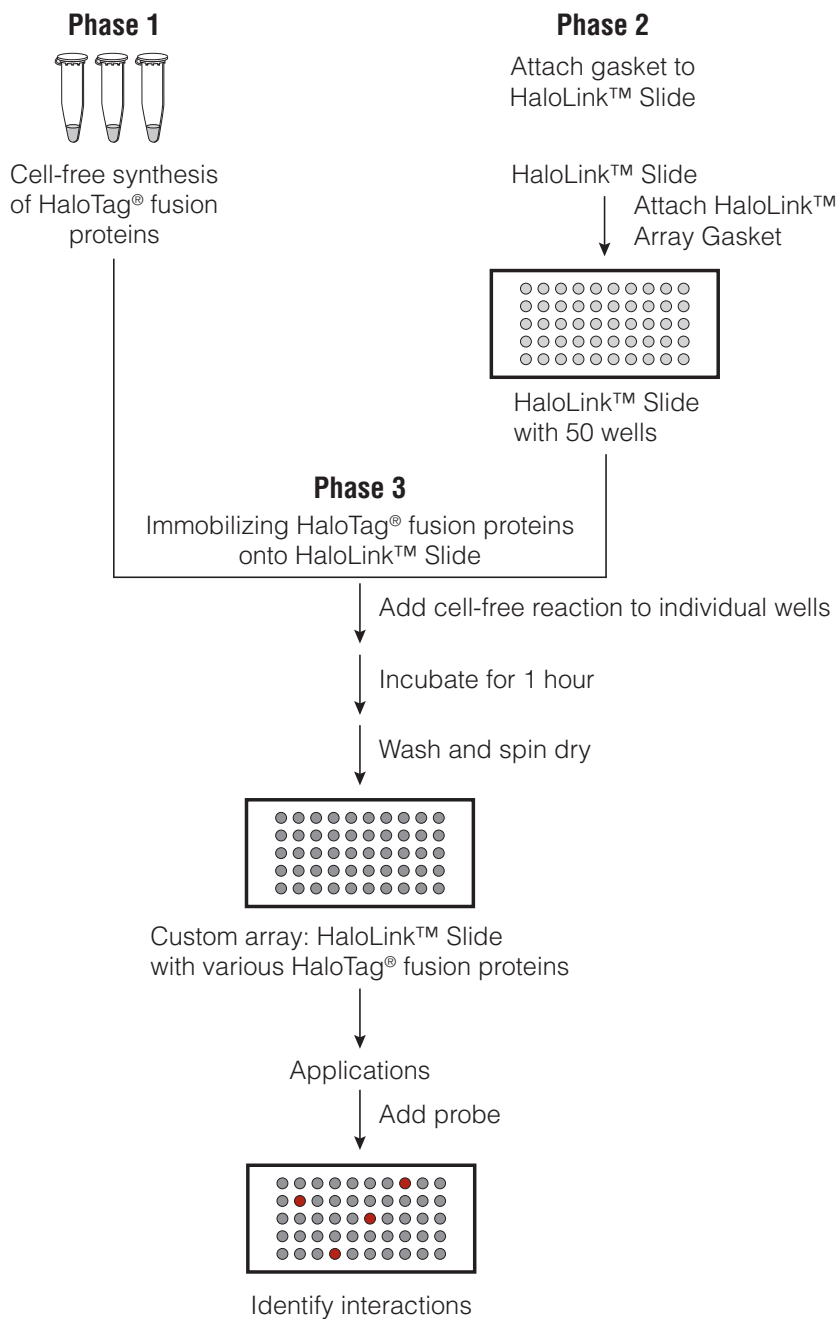 Phase 1
Cell-free synthesis
of HaloTag® fusion
proteins
Phase 2
Attach gasket to
HaloLink™ Slide
HaloLink™ Slide
Attach HaloLink™
Array Gasket
HaloLink™ Slide
with 50 wells
Phase 3
Immobilizing HaloTag® fusion proteins
onto HaloLink™ Slide
Add cell-free reaction to individual wells
Incubate for 1 hour
Wash and spin dry
Custom array: HaloLink™ Slide
with various HaloTag® fusion proteins
Applications
Add probe
Identify interactions